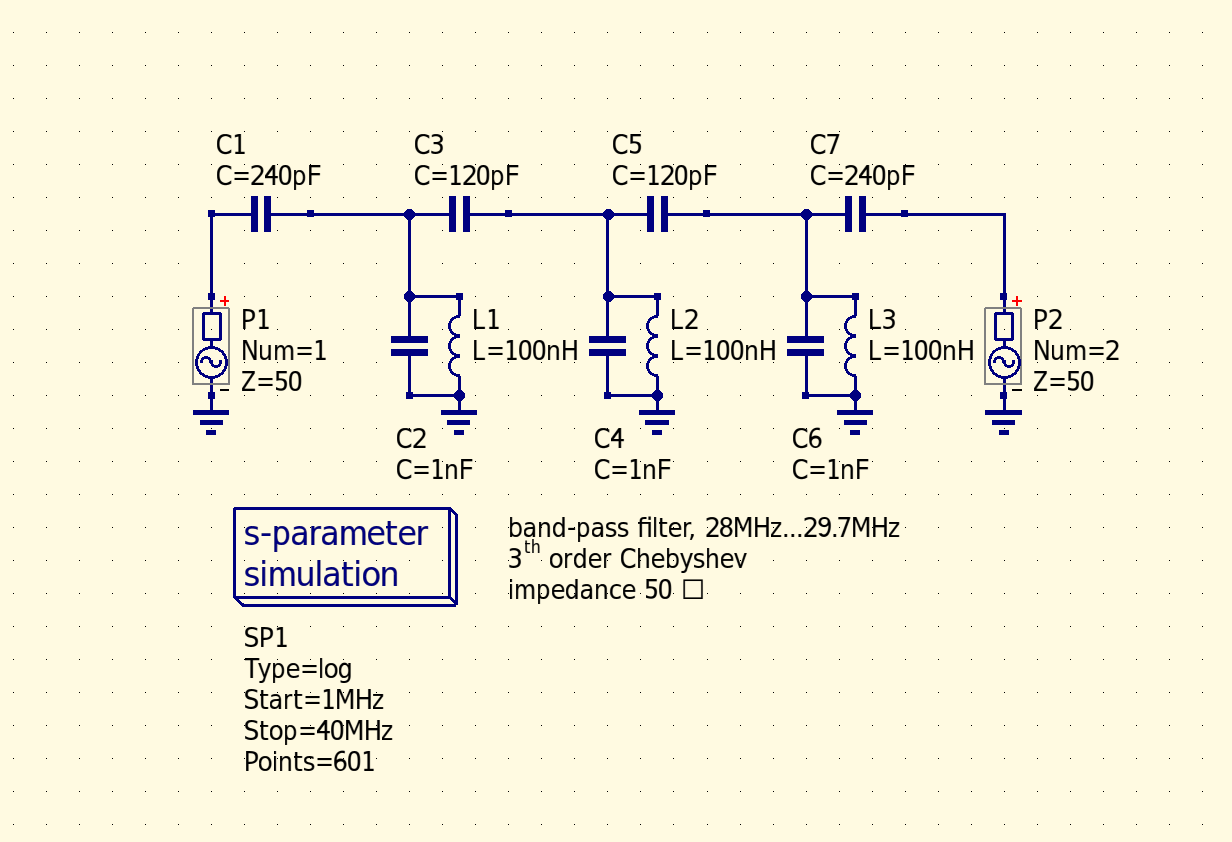 C1
C=240pF
C3
C=120pF
C5
C=120pF
C7
C=240pF
+
P1
Num=1
Z=50
–
L1
L=100nH
L2
L=100nH
L3
L=100nH
+
P2
Num=2
Z=50
–
C2
C=1nF
C4
C=1nF
C6
C=1nF
s-parameter
simulation
band-pass filter, 28MHz...29.7MHz
3th order Chebyshev
impedance 50 □
SP1
Type=log
Start=1MHz
Stop=40MHz
Points=601